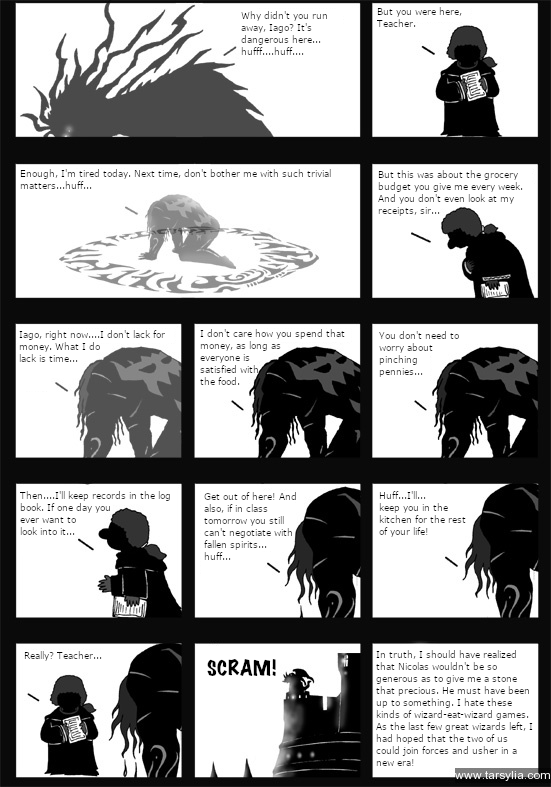 Why didn't you run
away, Iago? It's
dangerous here...
hufff....huff....
But you were here,
Teacher.
Enough, I'm tired today. Next time, don't bother me with such trivial
matters...huff...
But this was about the grocery
budget you give me every week.
And you don't even look at my
receipts, sir...
Iago, right now....I don't lack for
money. What I do
lack is time...
I don't care how you spend that
money, as long as
everyone is
satisfied with
the food.
You don't need to
worry about
pinching
pennies...
Then....I'll keep records in the log
book. If one day you
ever want to
look into it...
Get out of here! And
also, if in class
tomorrow you still
can't negotiate with
fallen spirits...
huff...
Huff...I'll...
keep you in the
kitchen for the rest
of your life!
Really? Teacher...
SCRAM!
In truth, I should have realized
that Nicolas wouldn't be so
generous as to give me a stone
that precious. He must have been
up to something. I hate these
kinds of wizard-eat-wizard games.
As the last few great wizards left, I
had hoped that the two of us
could join forces and usher in a
new era!
www.tarsylia.com